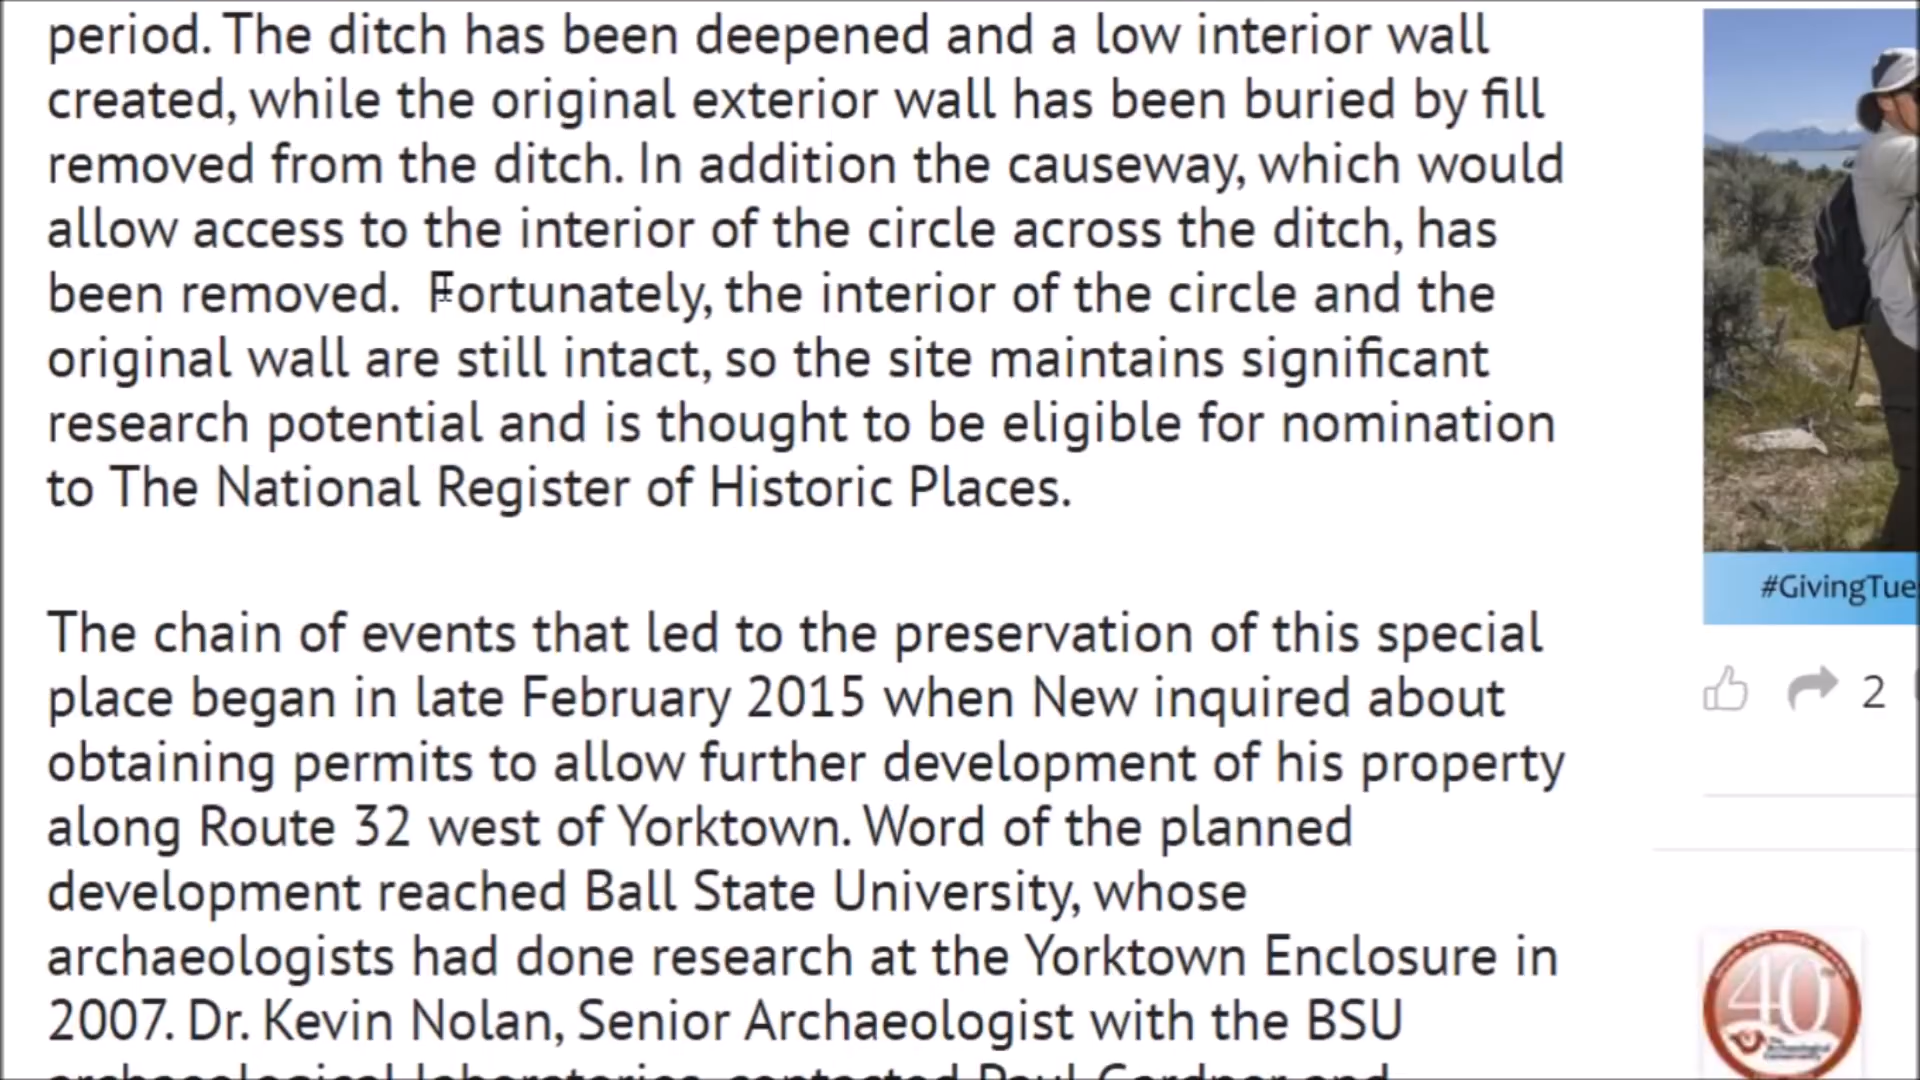 period. The ditch has been deepened and a low interior wall
created, while the original exterior wall has been buried by fill
removed from the ditch. In addition the causeway, which would
allow access to the interior of the circle across the ditch, has
been removed.  Fortunately, the interior of the circle and the
original wall are still intact, so the site maintains significant
research potential and is thought to be eligible for nomination
to The National Register of Historic Places.
The chain of events that led to the preservation of this special
place began in late February 2015 when New inquired about
obtaining permits to allow further development of his property
along Route 32 west of Yorktown. Word of the planned
development reached Ball State University, whose
archaeologists had done research at the Yorktown Enclosure in
2007. Dr. Kevin Nolan, Senior Archaeologist with the BSU
archaeological laboratories, contacted Paul Gardner and
#GivingTue
2
40